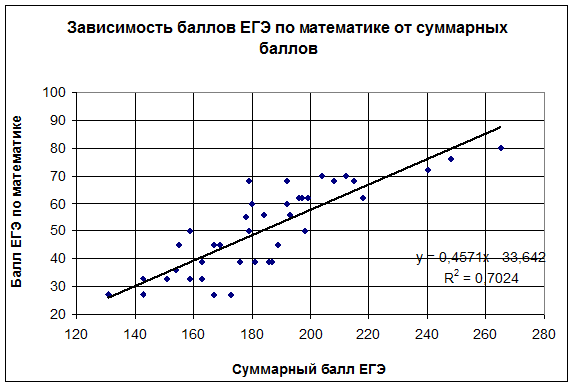 Зависимость баллов ЕГЭ по математике от суммарных
баллов
Балл ЕГЭ по математике
100
90
80
70
60
50
40
30
20
y = 0,4571x - 33,642
R² = 0,7024
120 140 160 180 200 220 240 260 280
Суммарный балл ЕГЭ